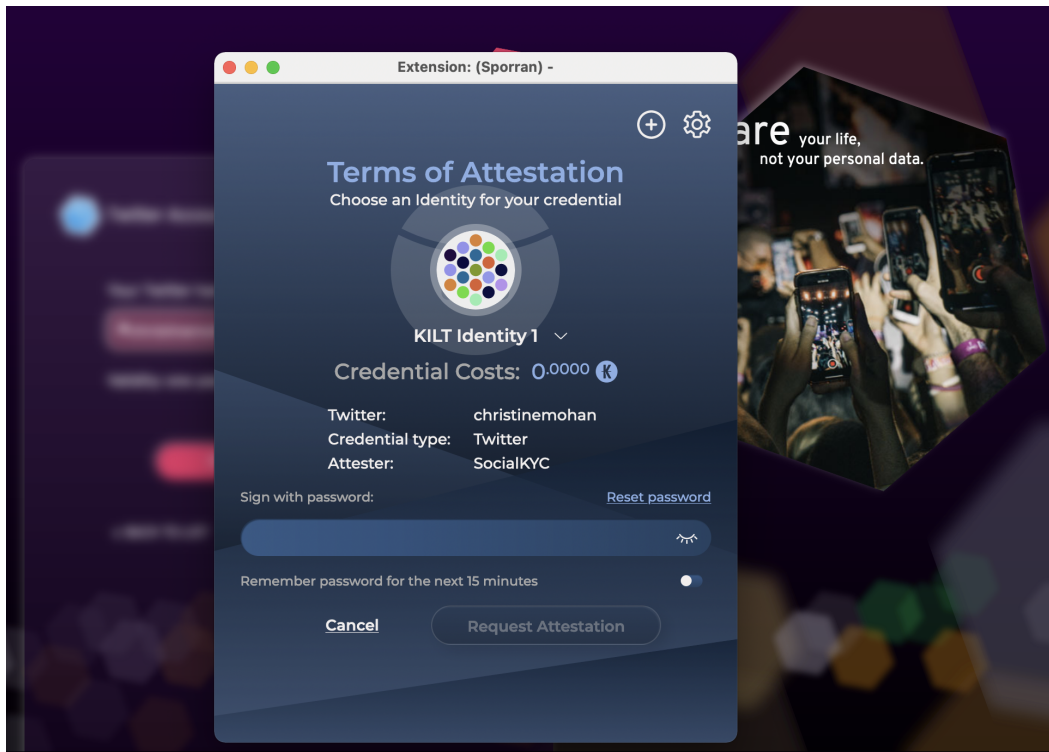 Extension: (Sporran) -
are your life,
not your personal data.
Terms of Attestation
Choose an Identity for your credential
KILT Identity 1
Credential Costs: 0.0000 K
Twitter: christinemohan
Credential type: Twitter
Attester: SocialKYC
Sign with password: Reset password
Remember password for the next 15 minutes
Cancel Request Attestation